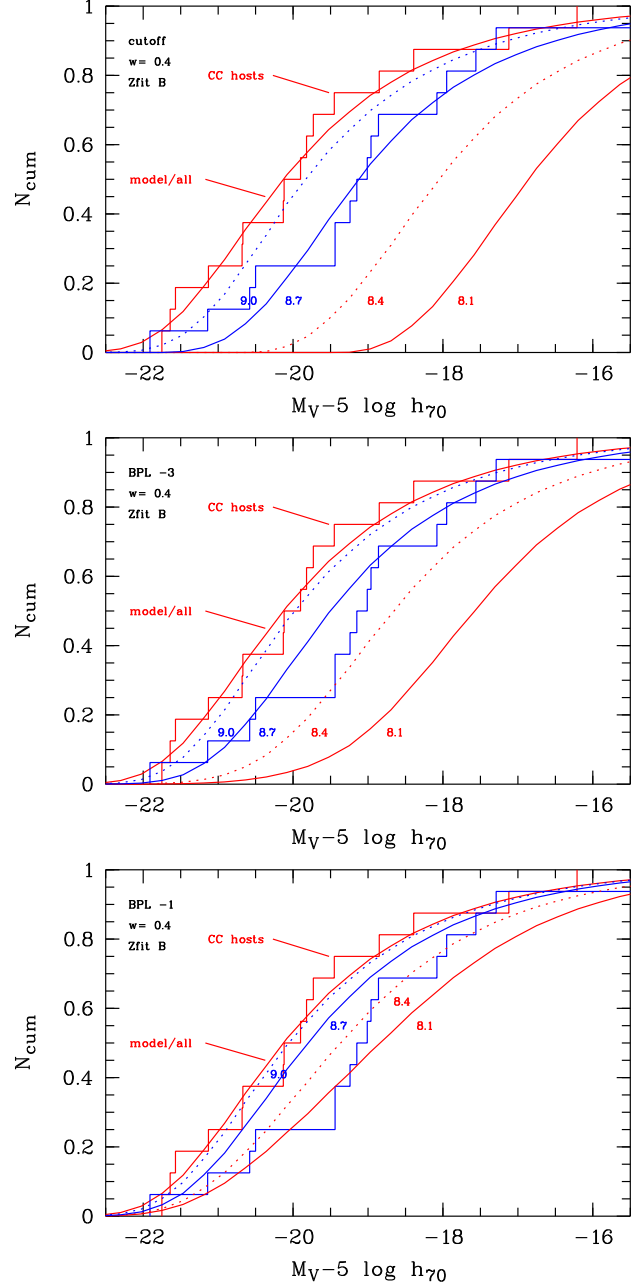 1
cutoff
w= 0.4
Zfit B
CC hosts
0.8
0.6
model/all
0.4
0.2
9.0 8.7 8.4 8.1
0
−22 −20 −18 −16
N_cum
M_V−5 log h_70
1
BPL −3
w= 0.4
Zfit B
CC hosts
0.8
0.6
model/all
0.4
0.2
9.0 8.7 8.4 8.1
0
−22 −20 −18 −16
N_cum
M_V−5 log h_70
1
BPL −1
w= 0.4
Zfit B
CC hosts
0.8
0.6
8.4
8.7 8.1
model/all
9.0
0.4
0.2
0
−22 −20 −18 −16
N_cum
M_V−5 log h_70